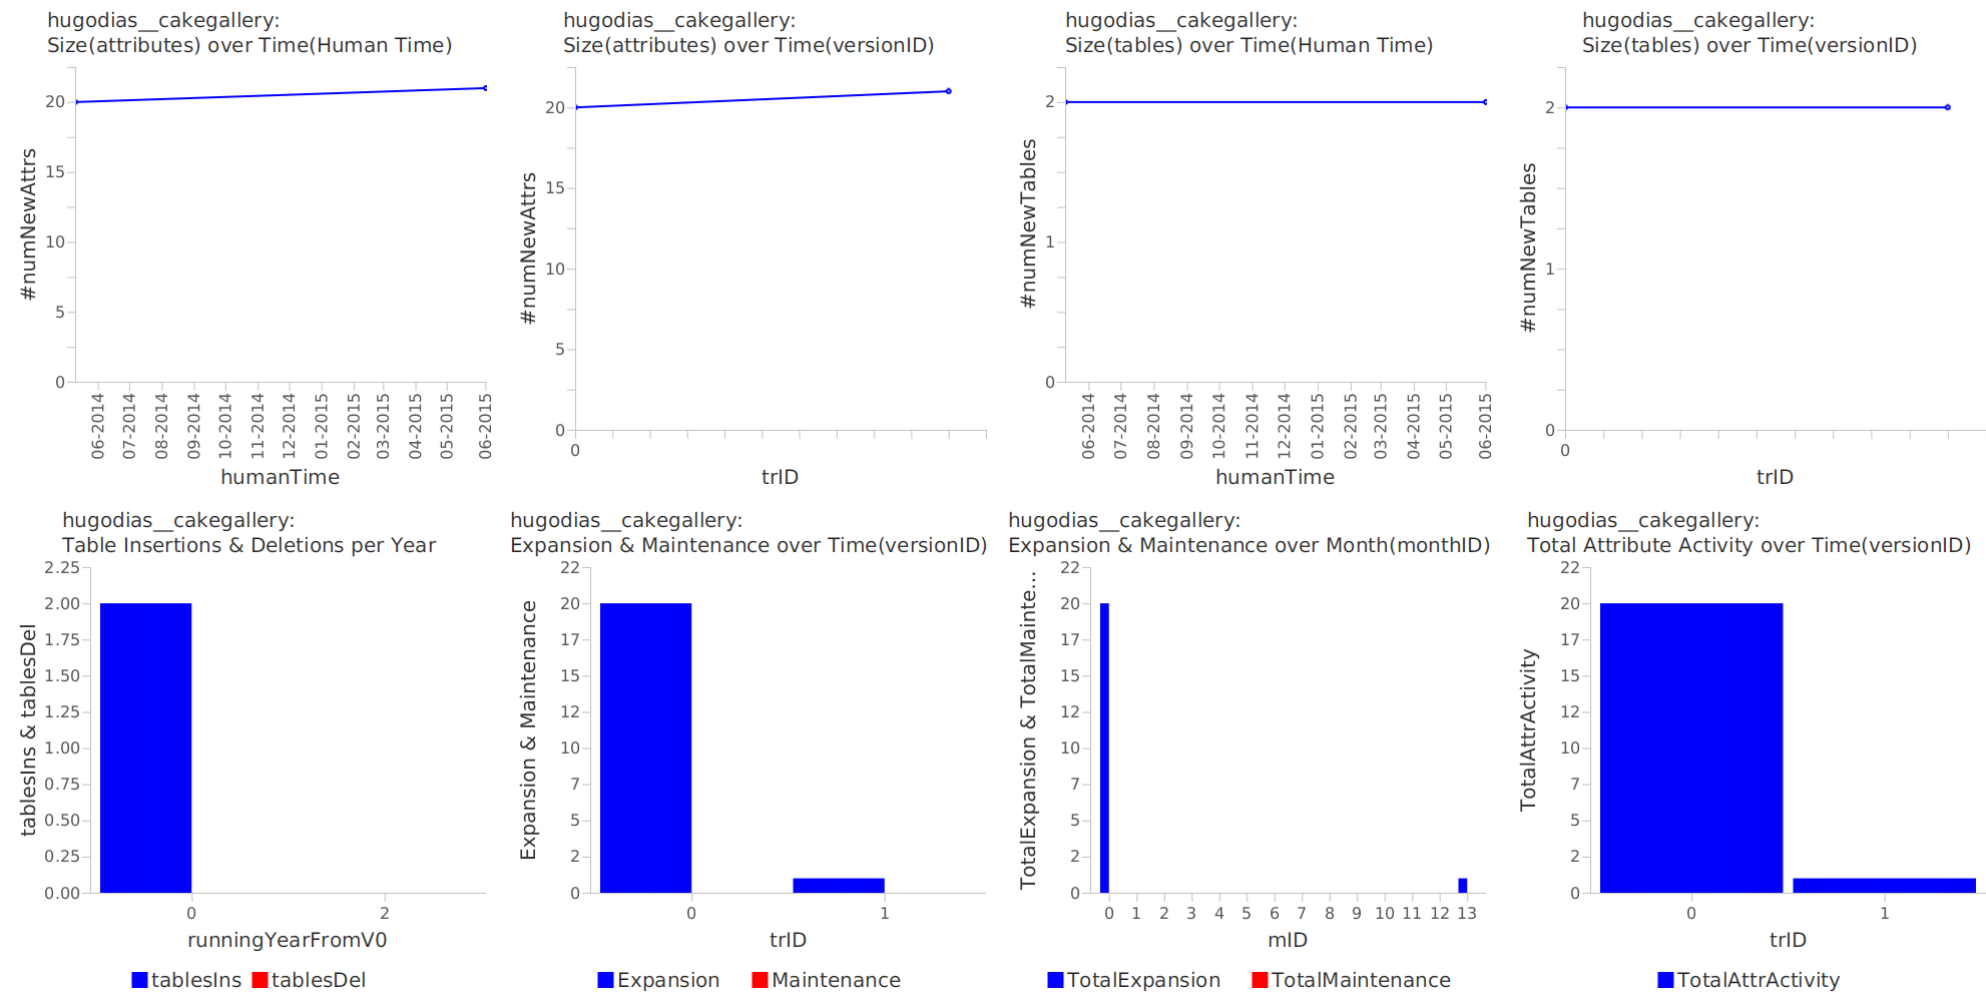 hugodias__cakegallery:
Size(attributes) over Time(Human Time)
#numNewAttrs
20
15
10
5
0
06-2014
07-2014
08-2014
09-2014
10-2014
11-2014
12-2014
01-2015
02-2015
03-2015
04-2015
05-2015
06-2015
humanTime
hugodias__cakegallery:
Size(attributes) over Time(versionID)
#numNewAttrs
20
15
10
5
0
0
trID
hugodias__cakegallery:
Size(tables) over Time(Human Time)
#numNewTables
2
1
0
06-2014
07-2014
08-2014
09-2014
10-2014
11-2014
12-2014
01-2015
02-2015
03-2015
04-2015
05-2015
06-2015
humanTime
hugodias__cakegallery:
Size(tables) over Time(versionID)
#numNewTables
2
1
0
0
trID
hugodias__cakegallery:
Table Insertions & Deletions per Year
tablesIns & tablesDel
2.25
2.00
1.75
1.50
1.25
1.00
0.75
0.50
0.25
0.00
0 2
runningYearFromV0
tablesIns tablesDel
hugodias__cakegallery:
Expansion & Maintenance over Time(versionID)
Expansion & Maintenance
22
20
17
15
12
10
7
5
2
0
0 1
trID
Expansion Maintenance
hugodias__cakegallery:
Expansion & Maintenance over Month(monthID)
TotalExpansion & TotalMainte...
22
20
17
15
12
10
7
5
2
0
0 1 2 3 4 5 6 7 8 9 10 11 12 13
mID
TotalExpansion TotalMaintenance
hugodias__cakegallery:
Total Attribute Activity over Time(versionID)
TotalAttrActivity
22
20
17
15
12
10
7
5
2
0
0 1
trID
TotalAttrActivity